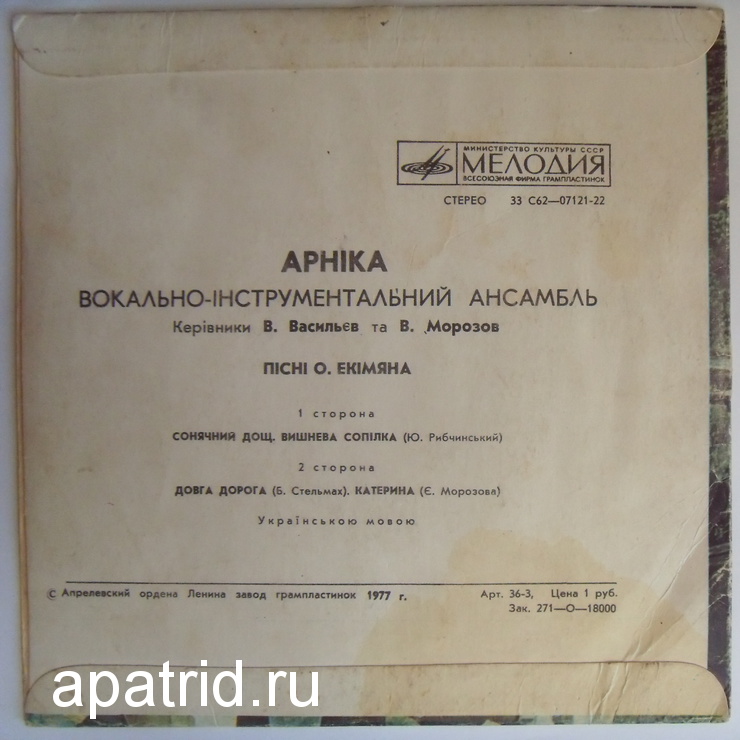 МИНИСТЕРСТВО КУЛЬТУРЫ СССР
МЕЛОДИЯ
ВСЕСОЮЗНАЯ ФИРМА ГРАМПЛАСТИНОК
СТЕРЕО 33 С62—07121-22
АРНІКА
ВОКАЛЬНО-ІНСТРУМЕНТАЛЬНИЙ АНСАМБЛЬ
Керівники В. Васильєв та В. Морозов
ПІСНІ О. ЕКІМЯНА
1 сторона
СОНЯЧНИЙ ДОЩ. ВИШНЕВА СОПІЛКА (Ю. Рибчинський)
2 сторона
ДОВГА ДОРОГА (Б. Стельмах). КАТЕРИНА (Є. Морозова)
Українською мовою
© Апрелевский ордена Ленина завод грампластинок 1977 г.
Арт. 36-3, Цена 1 руб.
Зак. 271—О—18000
apatrid.ru